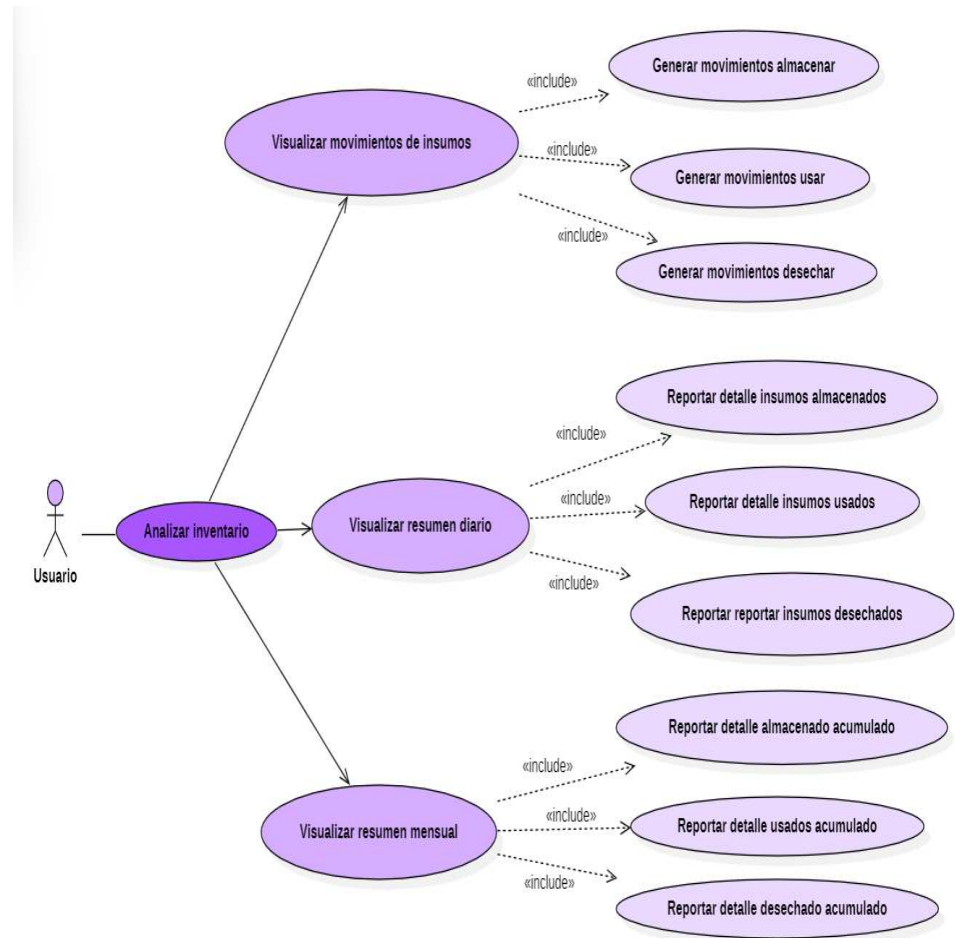 Generar movimientos almacenar
«include»
Visualizar movimientos de insumos
«include»
Generar movimientos usar
«include»
Generar movimientos desechar
Reportar detalle insumos almacenados
«include»
«include»
Reportar detalle insumos usados
Visualizar resumen diario
Analizar inventario
Usuario
«include»
Reportar reportar insumos desechados
Reportar detalle almacenado acumulado
«include»
Visualizar resumen mensual
«include»
Reportar detalle usados acumulado
«include»
Reportar detalle desechado acumulado